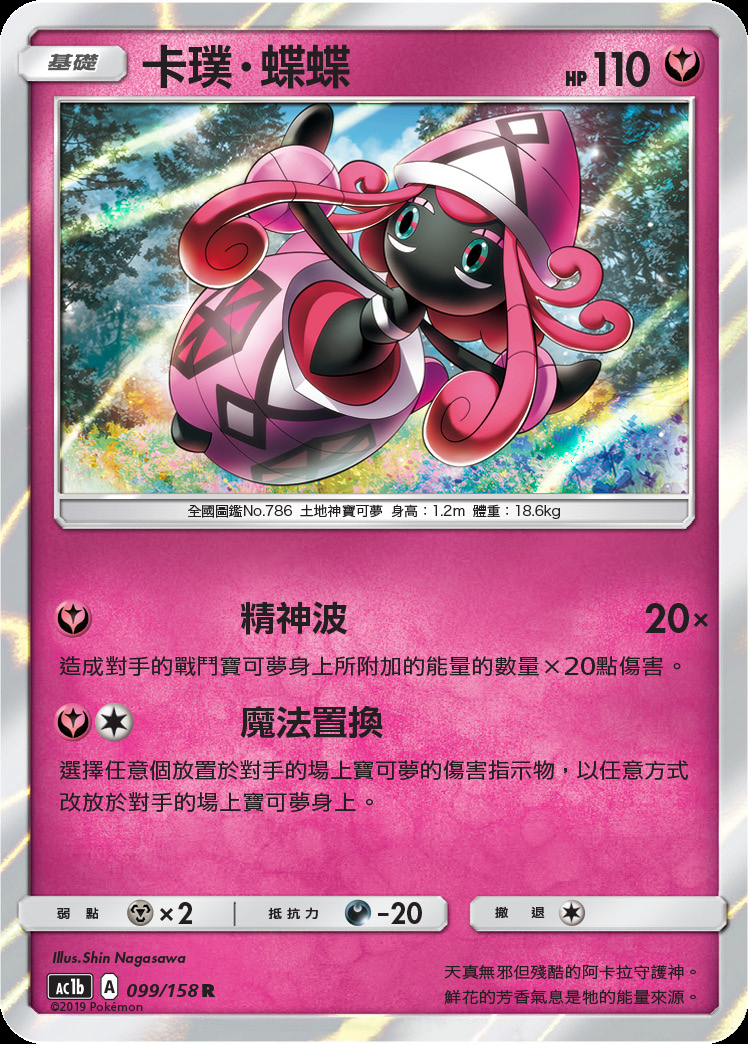 基礎 卡璞·蝶蝶 HP 110
全國圖鑑No.786 土地神寶可夢 身高：1.2m 體重：18.6kg
精神波 20×
造成對手的戰鬥寶可夢身上所附加的能量的數量×20點傷害。
魔法置換
選擇任意個放置於對手的場上寶可夢的傷害指示物，以任意方式
改放於對手的場上寶可夢身上。
弱點 ×2 抵抗力 -20 撤退
Illus.Shin Nagasawa
天真無邪但殘酷的阿卡拉守護神。
AC1b A 099/158 R
鮮花的芳香氣息是牠的能量來源。
©2019 Pokémon